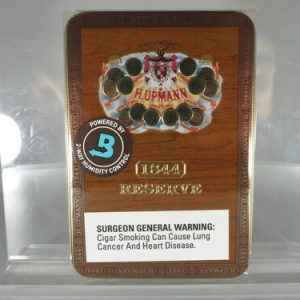 H.UPMANN
POWERED BY
B
2-WAY HUMIDITY CONTROL
1844
RESERVE
SURGEON GENERAL WARNING:
Cigar Smoking Can Cause Lung
Cancer And Heart Disease.